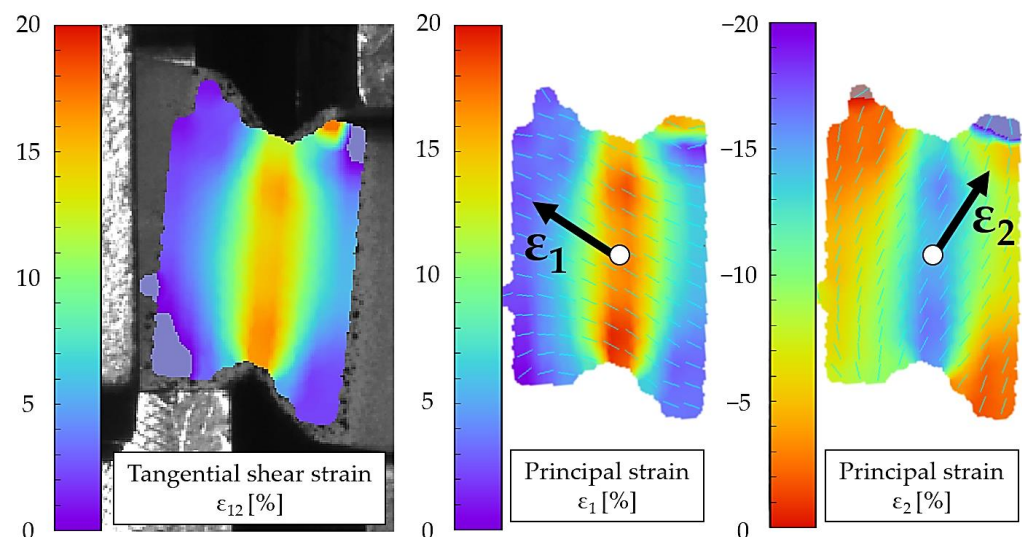 20
15
10
5
0
Tangential shear strain
ε12 [%]
20
15
10
5
0
ε1
Principal strain
ε1 [%]
−20
−15
−10
−5
0
ε2
Principal strain
ε2 [%]